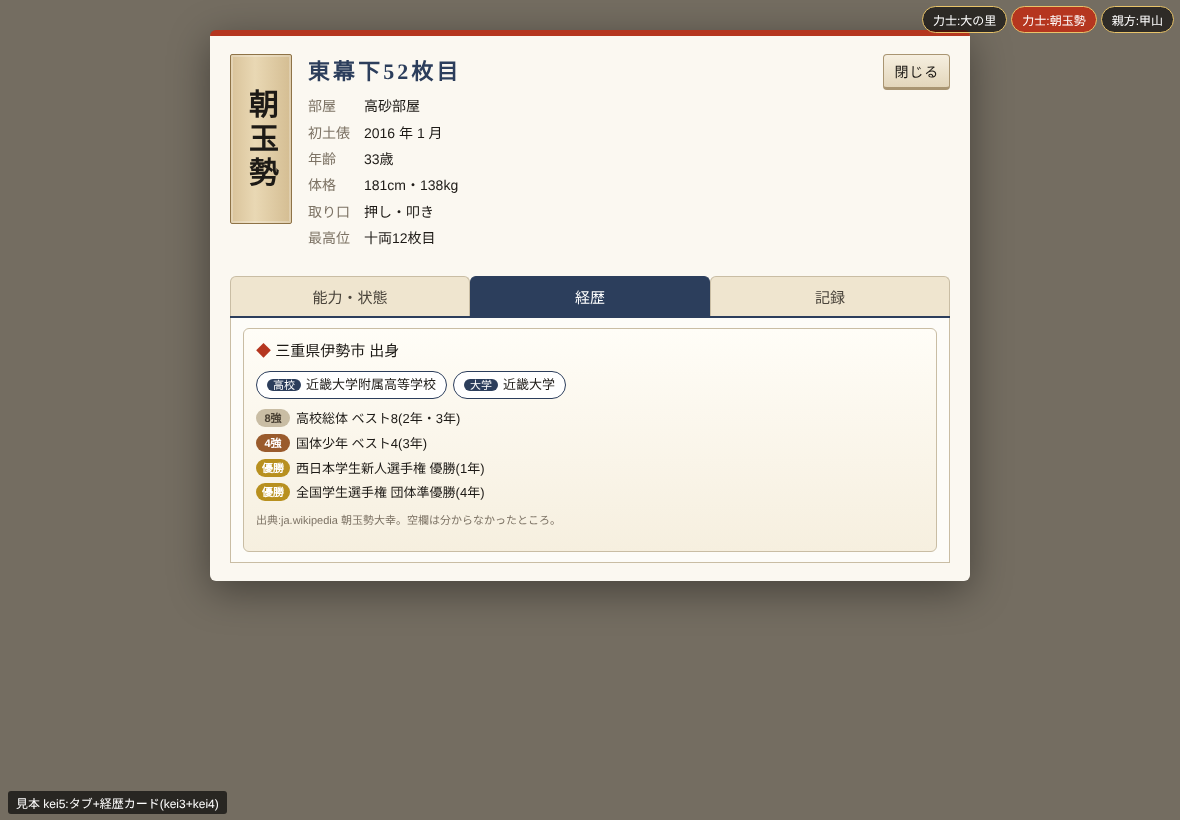 力士:大の里 力士:朝玉勢 親方:甲山
朝玉勢
東幕下52枚目
閉じる
部屋 高砂部屋
初土俵 2016 年 1 月
年齢 33歳
体格 181cm・138kg
取り口 押し・叩き
最高位 十両12枚目
能力・状態 経歴 記録
◆ 三重県伊勢市 出身
高校 近畿大学附属高等学校 大学 近畿大学
8強 高校総体 ベスト8(2年・3年)
4強 国体少年 ベスト4(3年)
優勝 西日本学生新人選手権 優勝(1年)
優勝 全国学生選手権 団体準優勝(4年)
出典:ja.wikipedia 朝玉勢大幸。空欄は分からなかったところ。
見本 kei5:タブ+経歴カード(kei3+kei4)